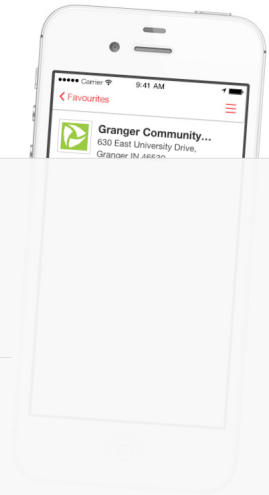 Carrier 9:41 AM
Favourites
Granger Community...
630 East University Drive,
Granger IN 46530